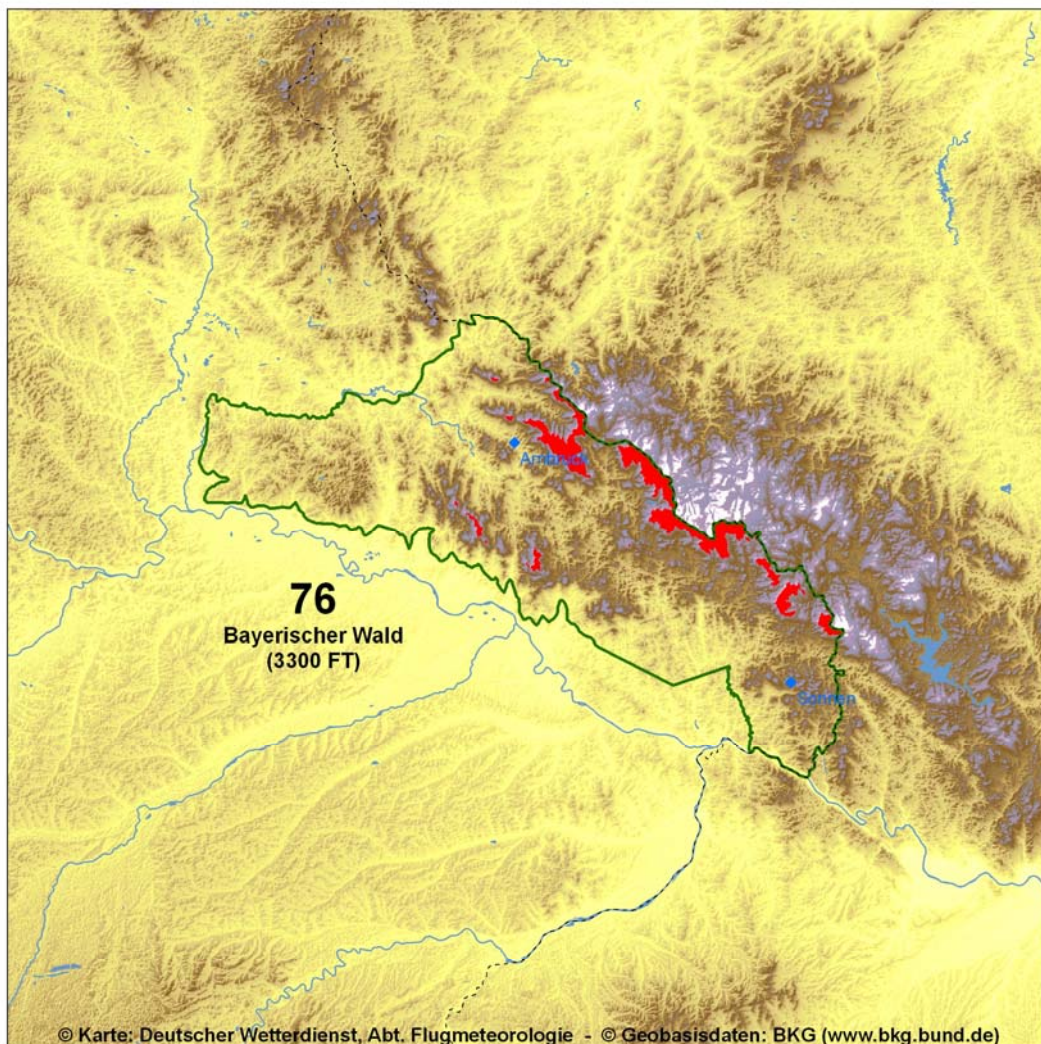 Arnbruck
76
Bayerischer Wald
(3300 FT)
Sonnen
© Karte: Deutscher Wetterdienst, Abt. Flugmeteorologie - © Geobasisdaten: BKG (www.bkg.bund.de)